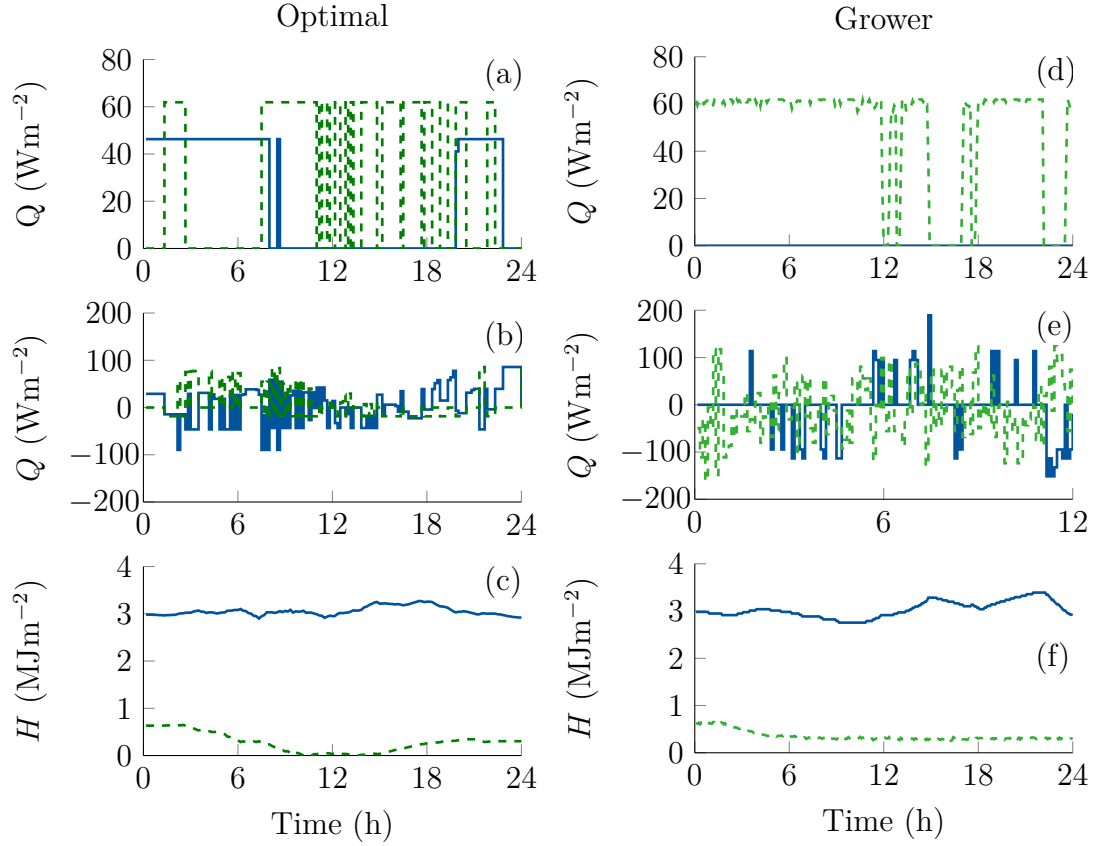 Optimal
Grower
(a)
Q (Wm⁻²)
80
60
40
20
0
0 6 12 18 24
(d)
Q (Wm⁻²)
80
60
40
20
0
0 6 12 18 24
(b)
Q (Wm⁻²)
200
100
0
−100
−200
0 6 12 18 24
(e)
Q (Wm⁻²)
200
100
0
−100
−200
0 6 12
(c)
H (MJm⁻²)
4
3
2
1
0
0 6 12 18 24
Time (h)
(f)
H (MJm⁻²)
4
3
2
1
0
0 6 12 18 24
Time (h)